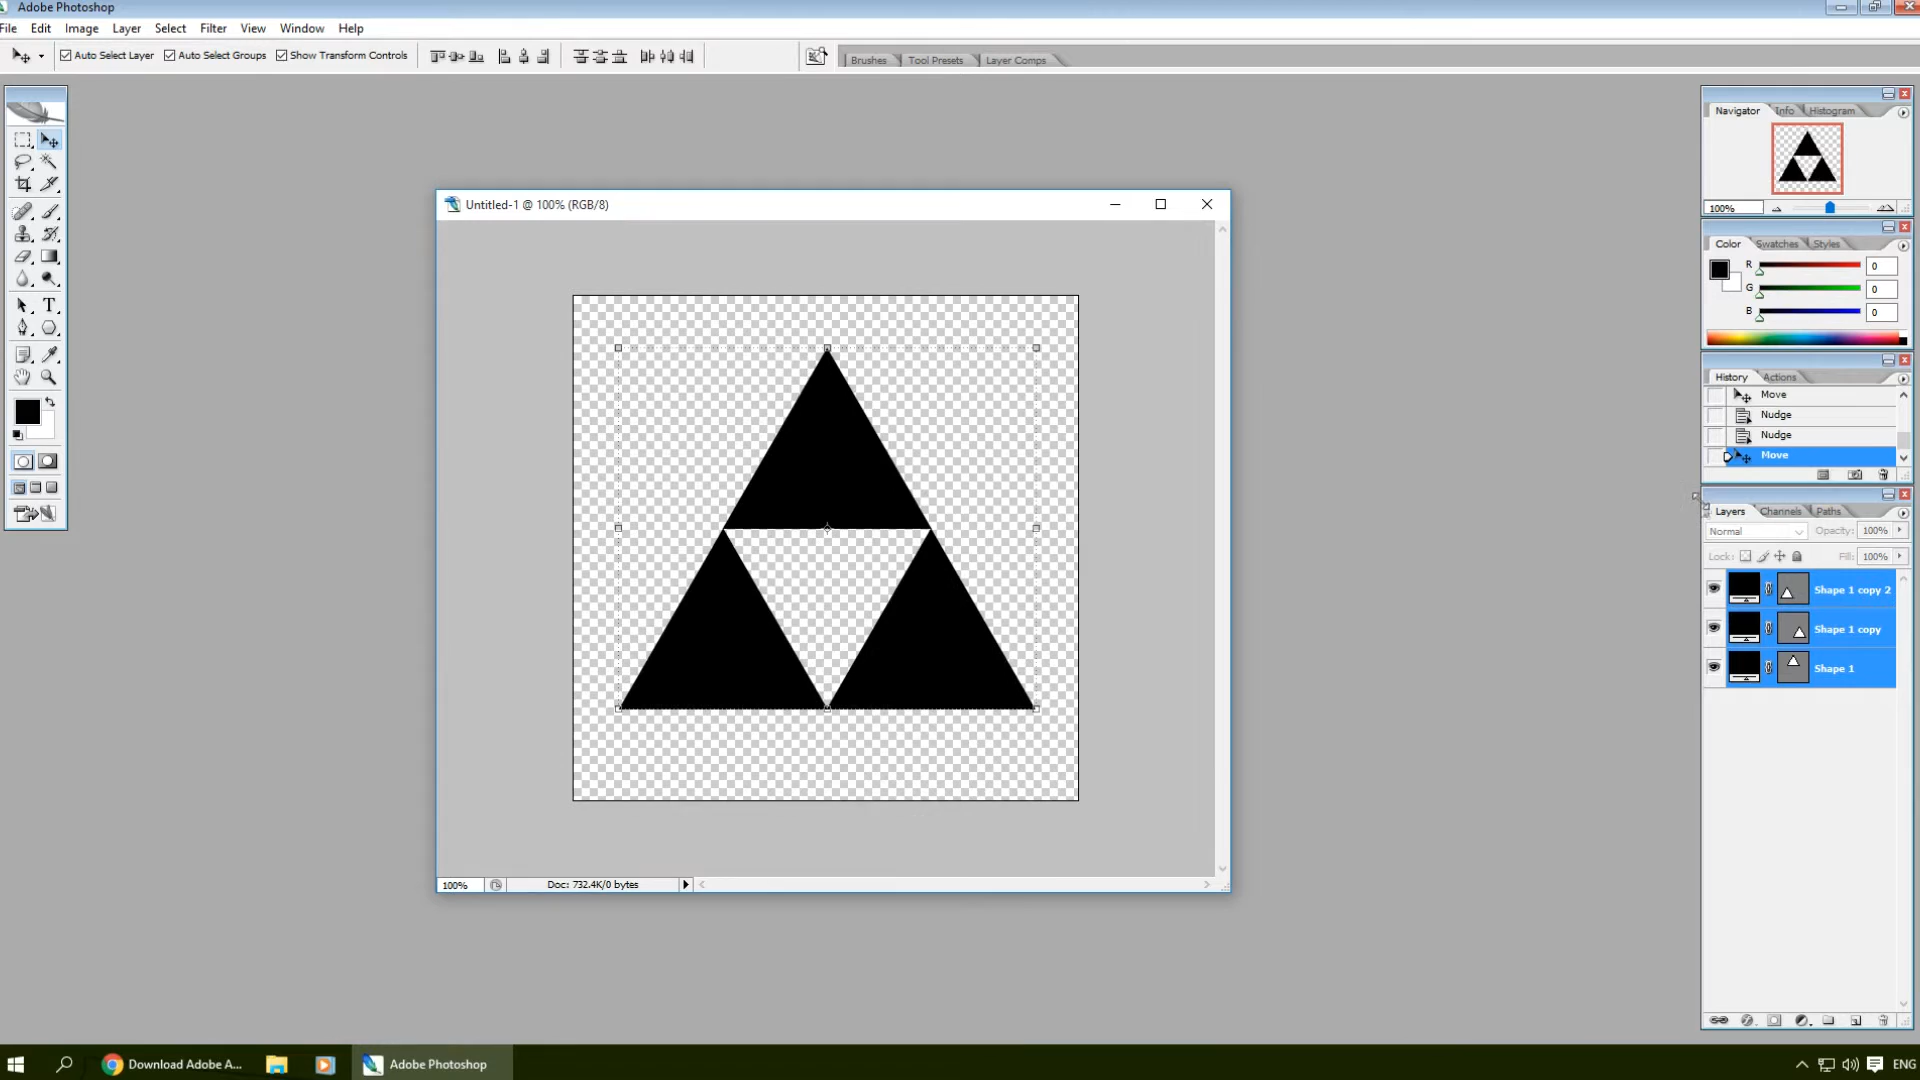 Adobe Photoshop
File Edit Image Layer Select Filter View Window Help
Auto Select Layer Auto Select Groups Show Transform Controls
Brushes Tool Presets Layer Comps
Navigator Info Histogram
100%
Untitled-1 @ 100% (RGB/8)
Color Swatches Styles
R 0
G 0
B 0
T
History Actions
Move
Nudge
Nudge
Move
Layers Channels Paths
Normal Opacity: 100%
Lock: Fill: 100%
Shape 1 copy 2
Shape 1 copy
Shape 1
100% Doc: 732.4K/0 bytes
Download Adobe A... Adobe Photoshop ENG